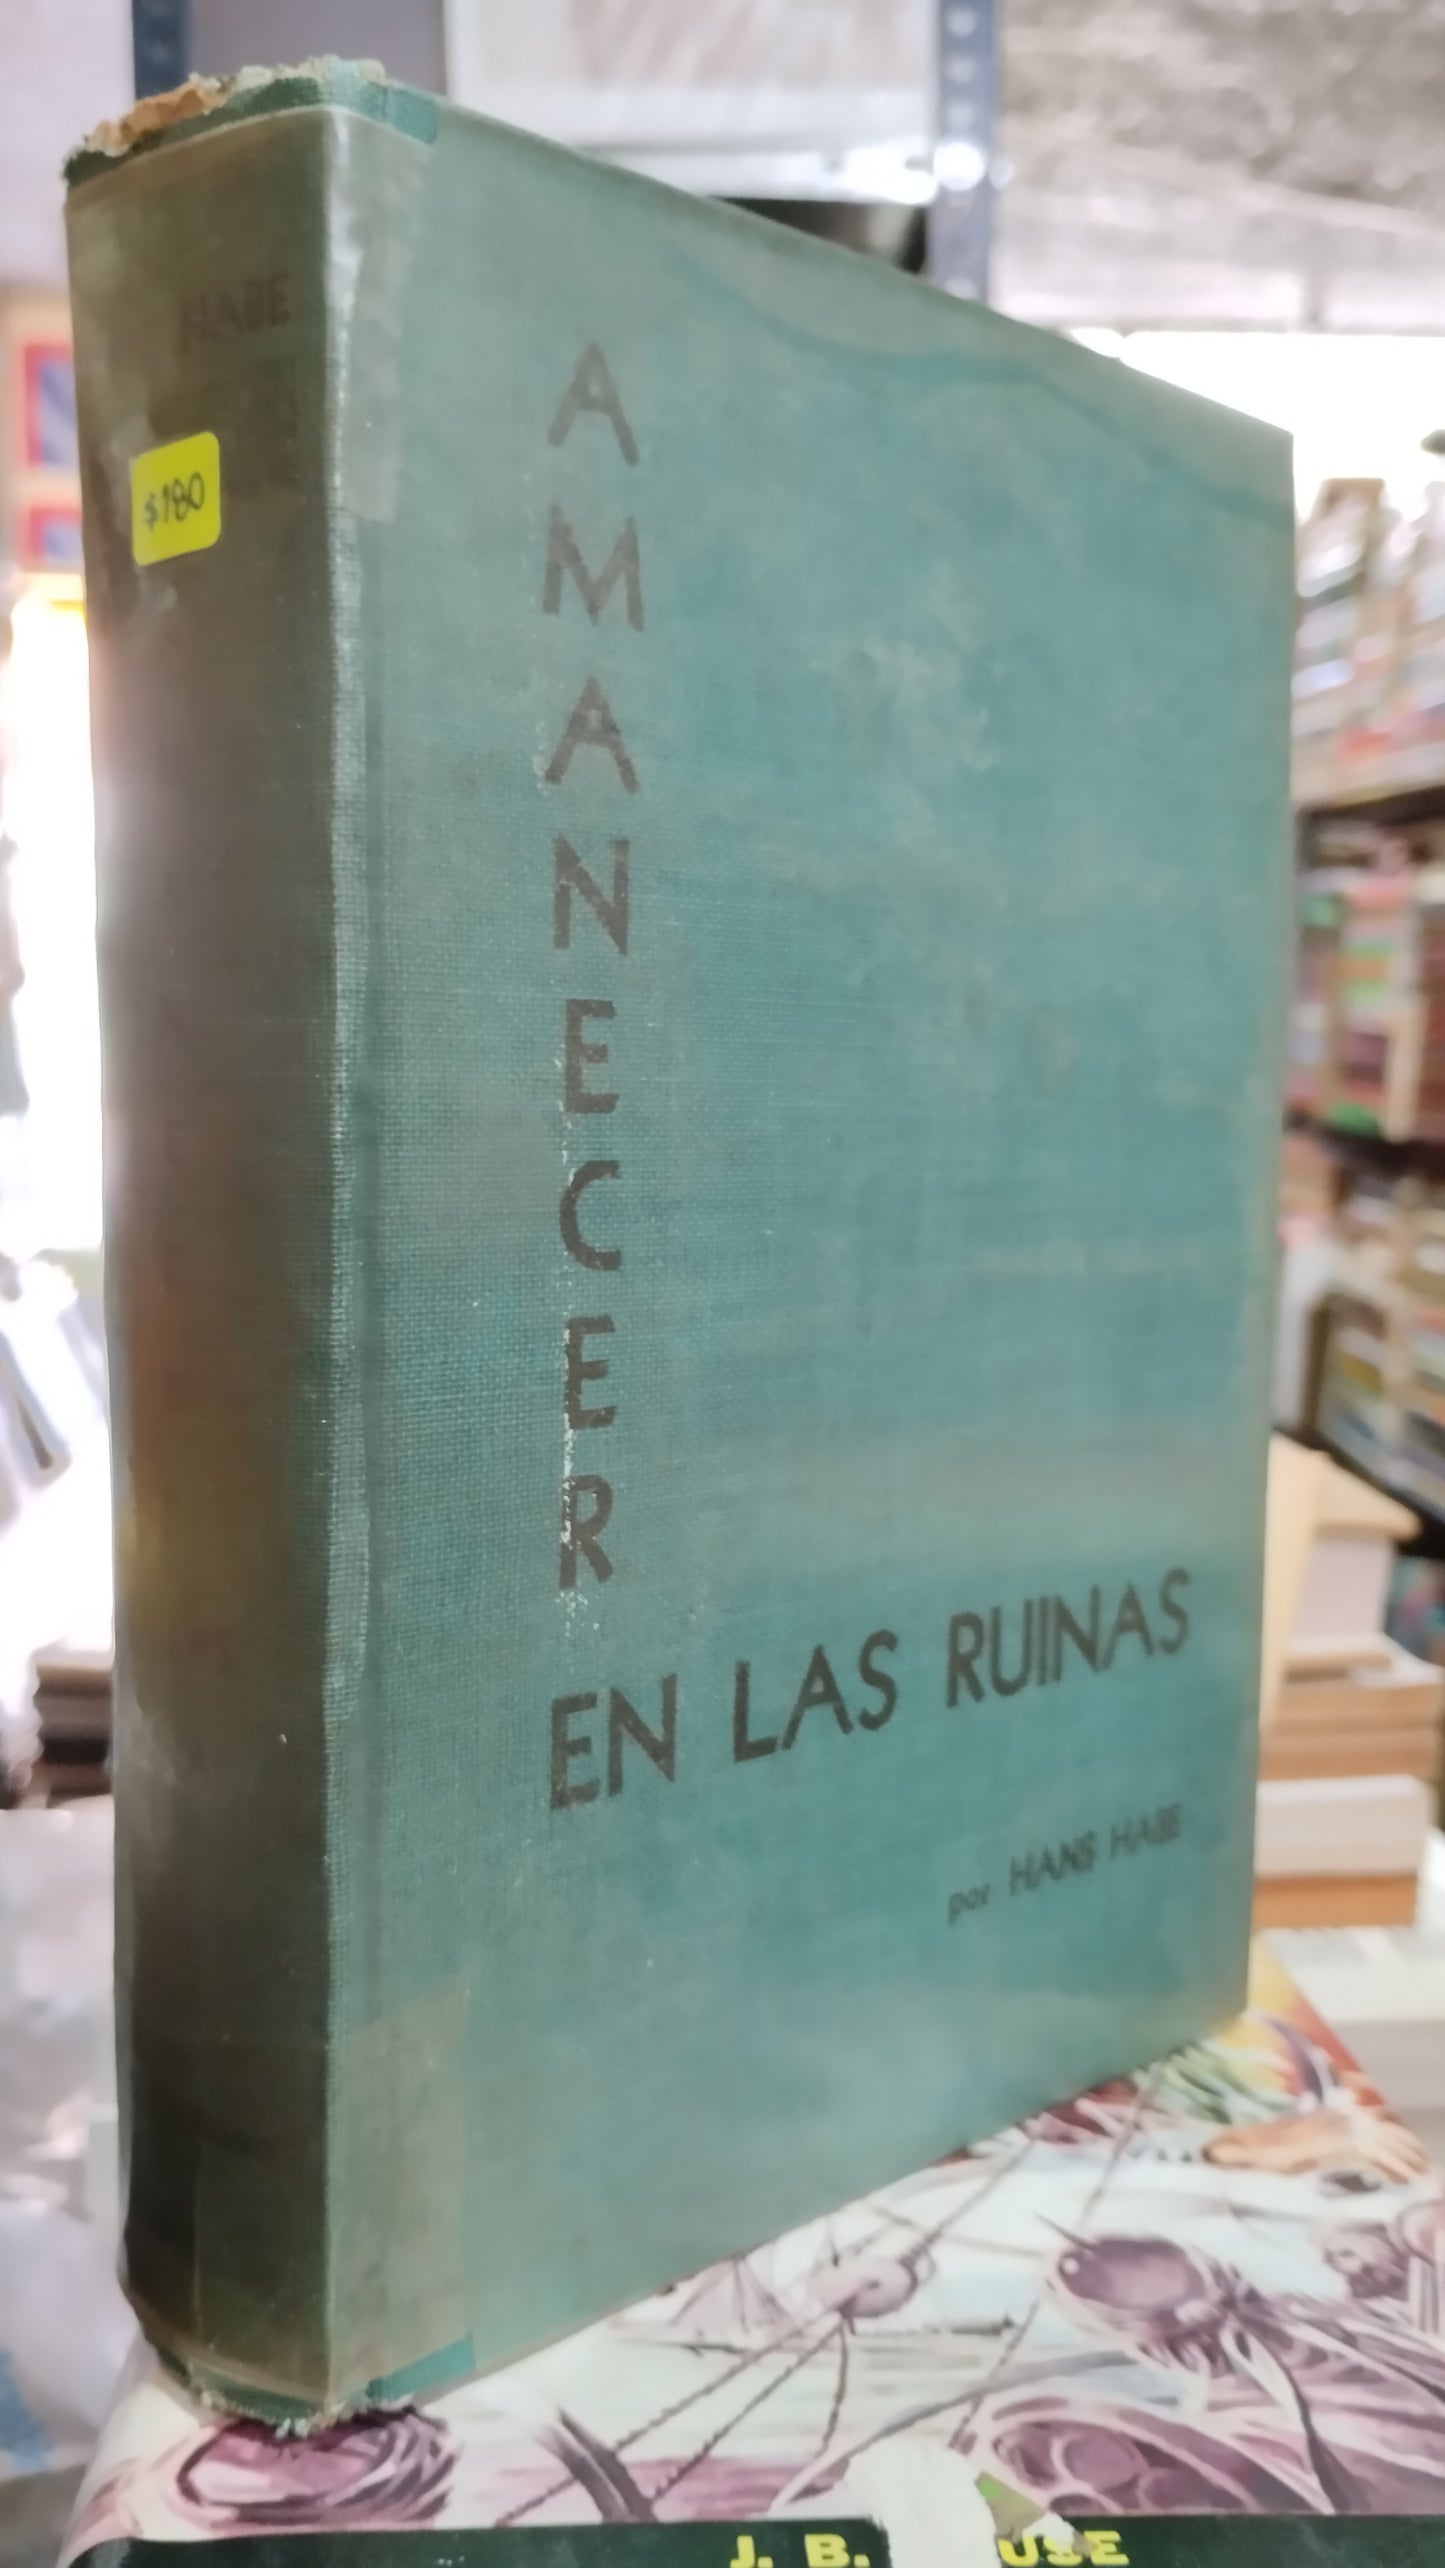 HABE
$180
AMANECER
EN LAS RUINAS
por HANS HABE
J. B.